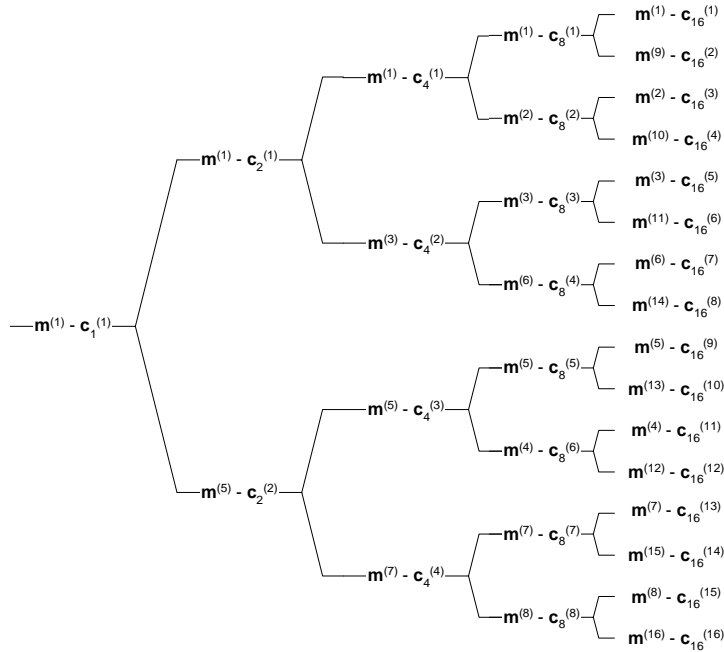 m(1) - c16(1)
m(1) - c8(1)
m(9) - c16(2)
m(1) - c4(1)
m(2) - c16(3)
m(2) - c8(2)
m(10) - c16(4)
m(1) - c2(1)
m(3) - c16(5)
m(3) - c8(3)
m(11) - c16(6)
m(3) - c4(2)
m(6) - c16(7)
m(6) - c8(4)
m(14) - c16(8)
m(1) - c1(1)
m(5) - c16(9)
m(5) - c8(5)
m(13) - c16(10)
m(5) - c4(3)
m(4) - c16(11)
m(4) - c8(6)
m(12) - c16(12)
m(5) - c2(2)
m(7) - c16(13)
m(7) - c8(7)
m(15) - c16(14)
m(7) - c4(4)
m(8) - c16(15)
m(8) - c8(8)
m(16) - c16(16)